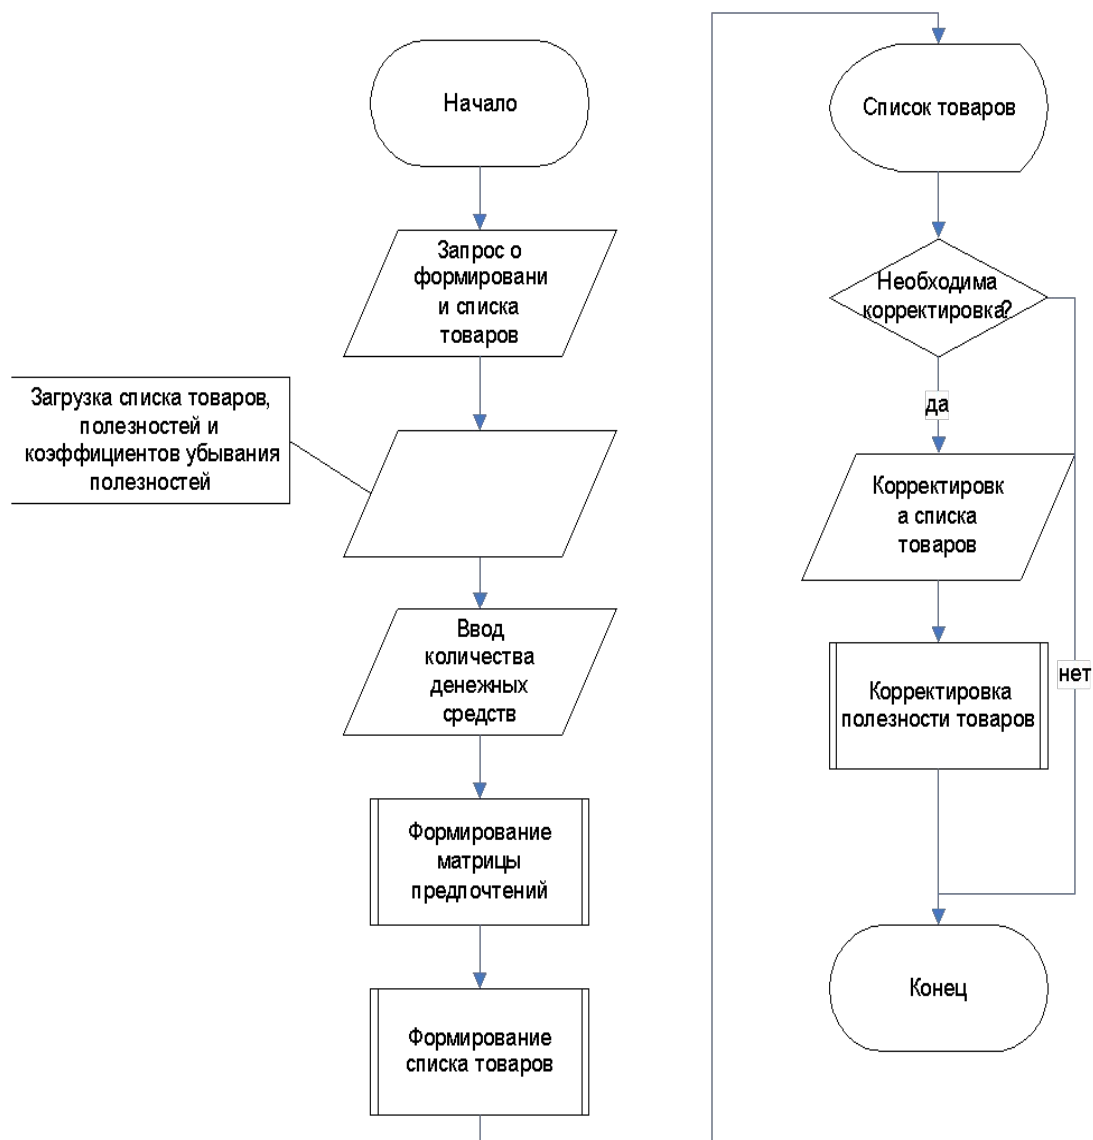 Начало
Запрос о
формировани
и списка
товаров
Загрузка списка товаров,
полезностей и
коэффициентов убывания
полезностей
Ввод
количества
денежных
средств
Формирование
матрицы
предпочтений
Формирование
списка товаров
Список товаров
Необходима
корректировка?
да
Корректировк
а списка
товаров
нет
Корректировка
полезности товаров
Конец